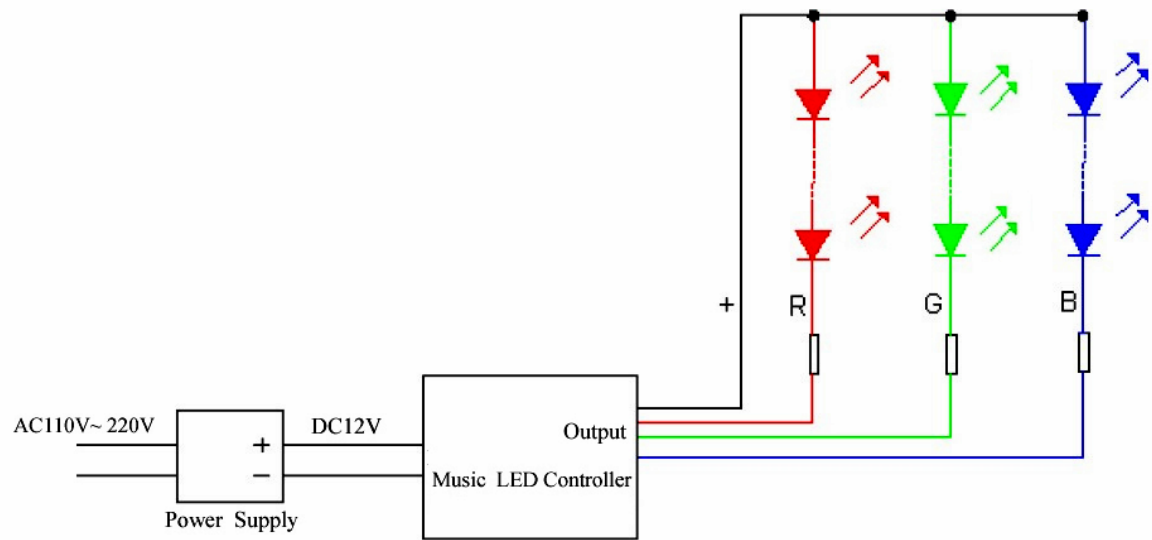 + R G B
AC110V~ 220V
DC12V
+
−
Power Supply
Output
Music LED Controller